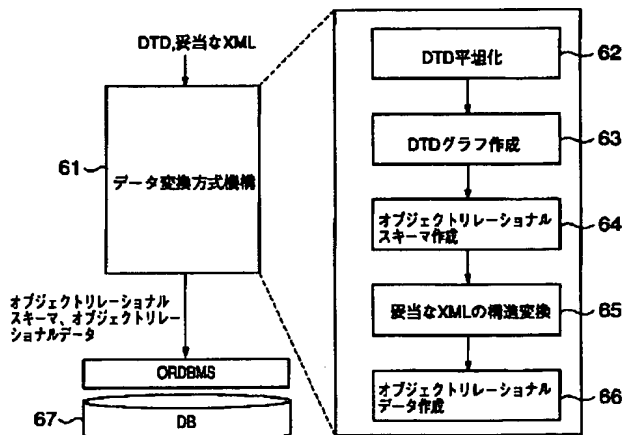 DTD,妥当なXML
61
データ変換方式機構
オブジェクトリレーショナル
スキーマ、オブジェクトリレー
ショナルデータ
ORDBMS
67
DB
DTD平坦化
62
DTDグラフ作成
63
オブジェクトリレーショナル
スキーマ作成
64
妥当なXMLの構造変換
65
オブジェクトリレーショナル
データ作成
66